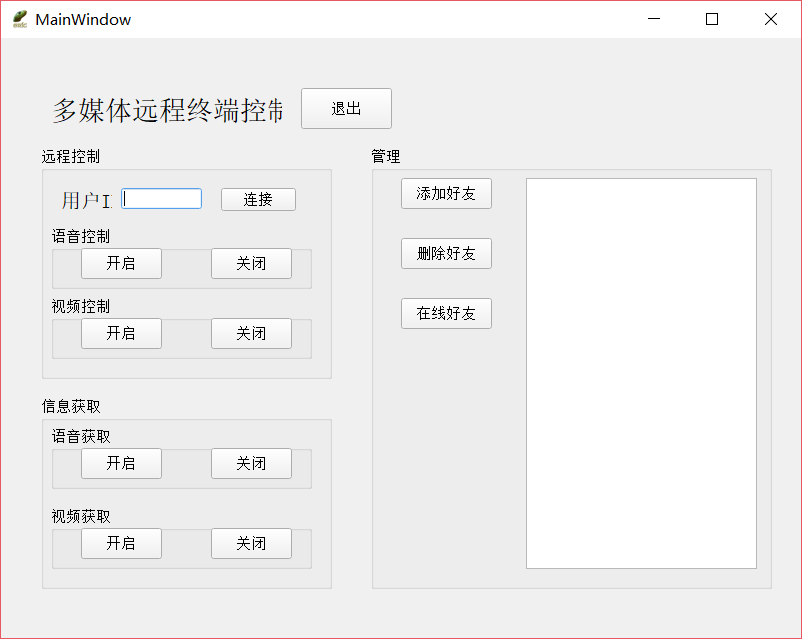 MainWindow
多媒体远程终端控制
退出
远程控制
用户I
连接
语音控制
开启
关闭
视频控制
开启
关闭
信息获取
语音获取
开启
关闭
视频获取
开启
关闭
管理
添加好友
删除好友
在线好友